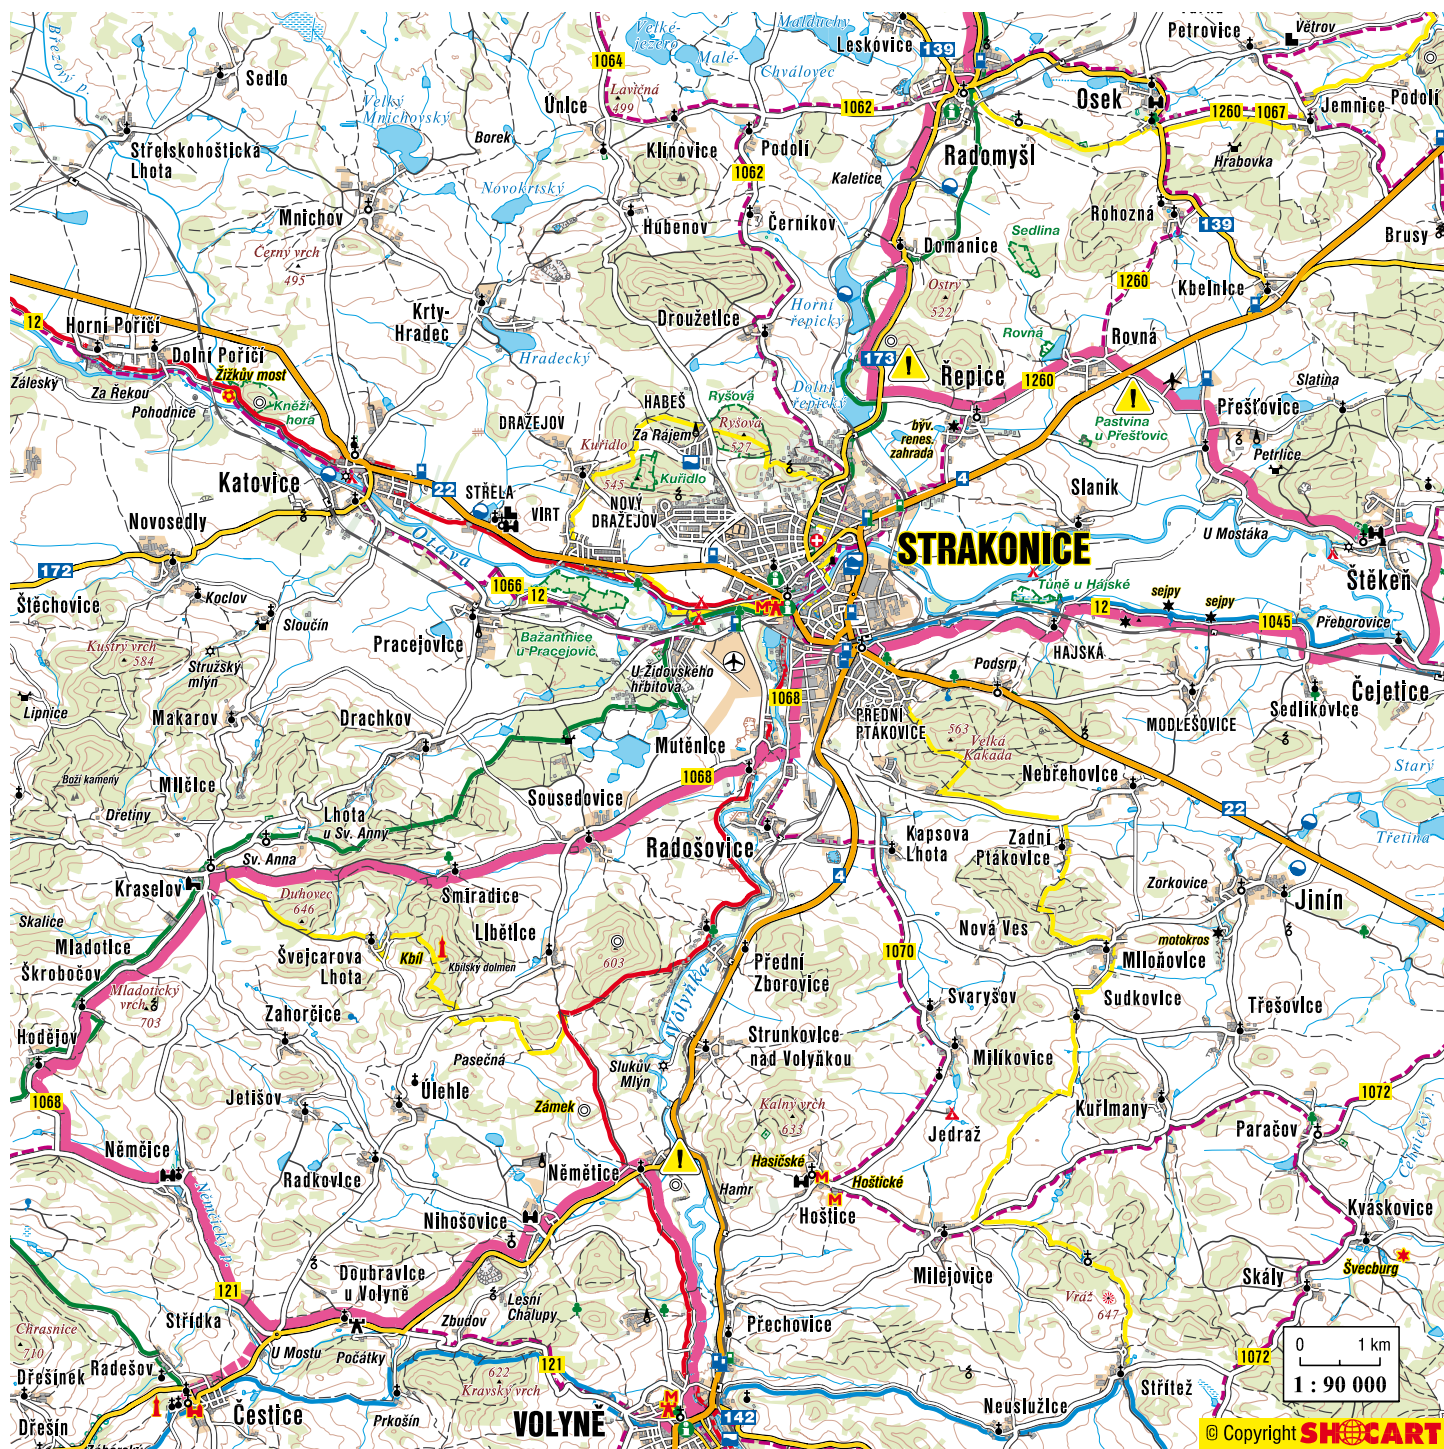 Březový p.
Sedlo
Střelskohoštická
Lhota
Velký
Mnichovský
Borek
Novokrtský
Mnichov
Černý vrch
495
Krty-
Hradec
Hradecký
Velké
jezero
Malé
Chválovec
Malduchy
Leskovice
139
1064
Únice
Lavičná
499
Klínovice
1062
Podolí
1062
Hubenov
Černíkov
Kaletice
Radomyšl
Domanice
Droužetice
Horní
řepický
Dolní
řepický
Ostrý
522
Petrovice
Větrov
Osek
1260
1067
Jemnice
Podolí
Hrabovka
Rohozná
139
Brusy
Sedlina
1260
Kbelnice
Rovná
Rovná
1260
173
Řepice
býv.
renes.
zahrada
Pastvina
u Přešťovic
Přešťovice
Slatina
Petrlice
12
Horní Poříčí
Dolní Poříčí
Žižkův most
Záleský
Za Řekou
Pohodnice
Kněží
hora
Katovice
22
DRAŽEJOV
HABEŠ
Za Rájem
Ryšová
Ryšová
527
Kuřidlo
545
Kuřidlo
NOVÝ
DRAŽEJOV
STŘELA
VIRT
4
Slaník
U Mostáka
STRAKONICE
Štěkeň
Novosedly
172
Štěchovice
Koclov
Sloučín
Otava
1066
12
Pracejovice
Bažantnice
u Pracejovic
Tůně u Hajské
sejpy
sejpy
12
1045
Přeborovice
HAJSKÁ
Čejetice
Kustrý vrch
584
Stružský
mlýn
Lipnice
Makarov
Drachkov
U Židovského
hřbitova
Mutěnice
1068
1068
PŘEDNÍ
PTÁKOVICE
Podsrp
MODLEŠOVICE
Sedlíkovice
563
Velká
Kakada
Nebřehovice
Starý
Boží kameny
Milčice
Dřetiny
Lhota
u Sv. Anny
Sousedovice
Radošovice
Kapsova
Lhota
Zadní
Ptákovice
22
Třetina
Sv. Anna
Kraselov
Skalice
Duhovec
646
Smiradice
4
Zorkovice
Jinín
Mladotice
Škrobočov
Švejcarova
Lhota
Kbíl
Kbílský dolmen
Libětice
603
Přední
Zborovice
1070
Nová Ves
motokros
Miloňovice
Mladotický
vrch
703
Zahorčice
Volyňka
Svaryšov
Sudkovice
Třešovice
Hodějov
Pasečná
Strunkovice
nad Volyňkou
Slukův
Mlýn
Milíkovice
1068
Jetišov
Úlehle
Zámek
Kalný vrch
633
Jedraž
Kuřimany
1072
Paračov
Cehnický p.
Němčice
Radkovice
Němětice
Hasičské
Hoštické
Hamr
Hoštice
Kváskovice
Švecburg
Němčický p.
Nihošovice
Milejovice
Skály
121
Doubravice
u Volyně
Lesní
Chalupy
Zbudov
Vráž
647
Střídka
Chrasnice
710
U Mostu
Počátky
Přechovice
0 1 km
1 : 90 000
Dřešínek
Radešov
622
Kravský vrch
121
1072
Střítež
Čestice
Prkošín
Dřešín
Záborský
VOLYNĚ
142
Neuslužice
© Copyright SHOCART